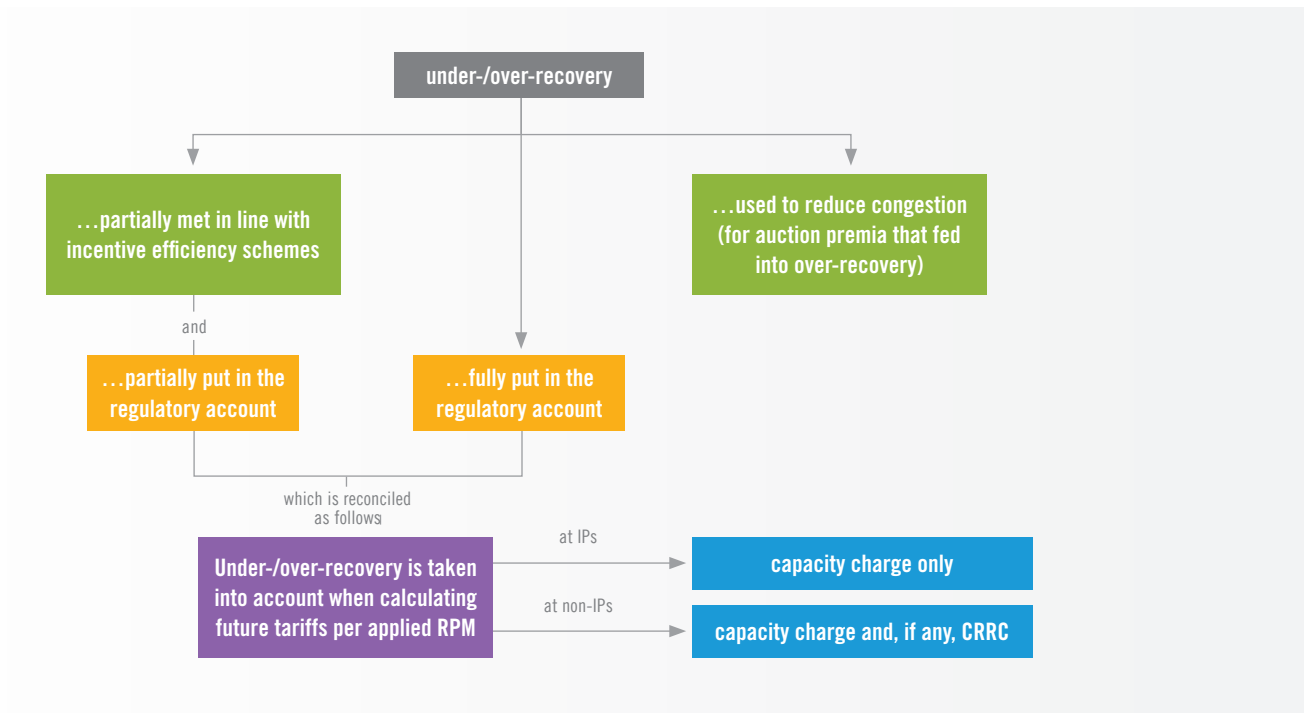 under-/over-recovery
…partially met in line with
incentive efficiency schemes
…used to reduce congestion
(for auction premia that fed
into over-recovery)
and
…partially put in the
regulatory account
…fully put in the
regulatory account
which is reconciled
as follows:
Under-/over-recovery is taken
into account when calculating
future tariffs per applied RPM
at IPs
capacity charge only
at non-IPs
capacity charge and, if any, CRRC